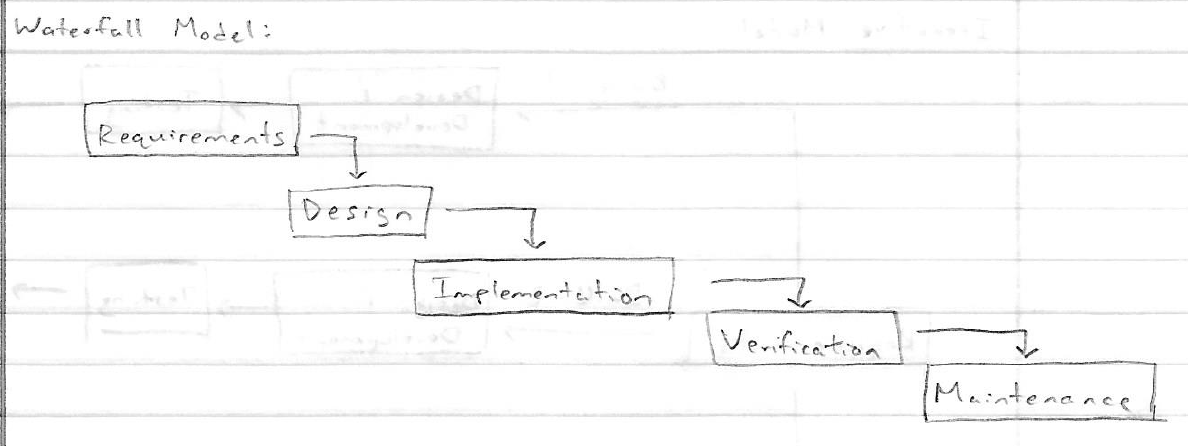 Waterfall Model:
Requirements
Design
Implementation
Verification
Maintenance